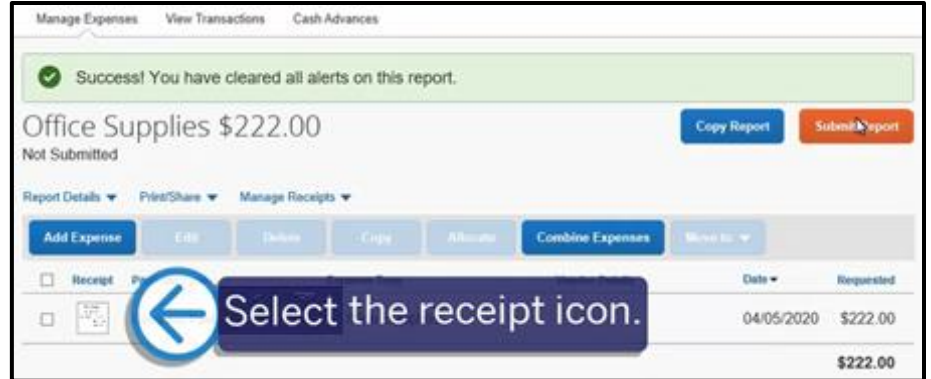 Manage Expenses View Transactions Cash Advances
Success! You have cleared all alerts on this report.
Office Supplies $222.00
Copy Report Submit Report
Not Submitted
Report Details Print/Share Manage Receipts
Add Expense Edit Delete Copy Allocate Combine Expenses Move to
Receipt Date Requested
Select the receipt icon.
04/05/2020 $222.00
$222.00